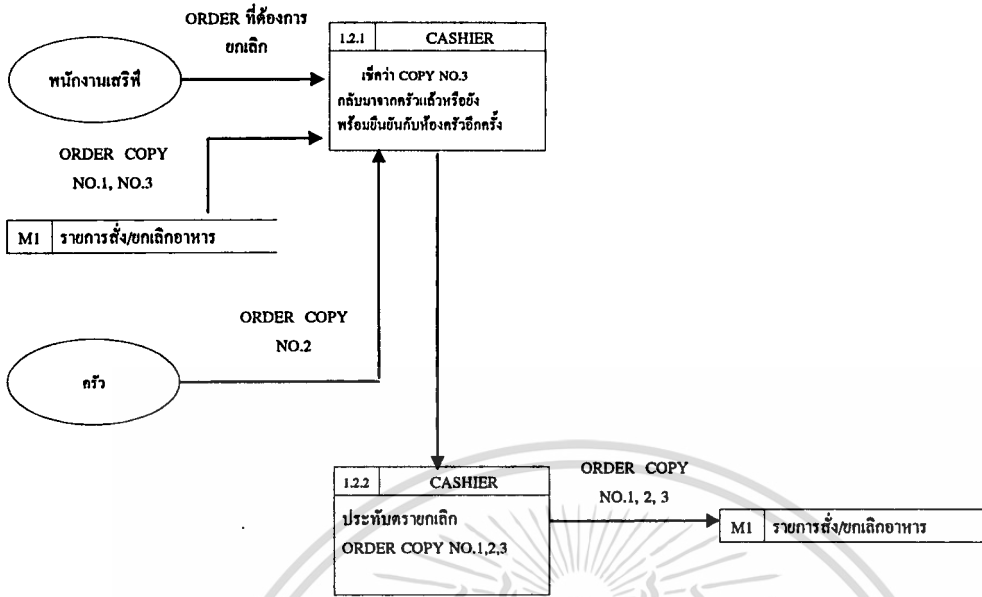 ORDER ที่ต้องการ
ยกเลิก
1.2.1 CASHIER
พนักงานเสริฟ
เช็คว่า COPY NO.3
กลับมาจากครัวแล้วหรือยัง
พร้อมยืนยันกับห้องครัวอีกครั้ง
ORDER COPY
NO.1, NO.3
M1 รายการสั่ง/ยกเลิกอาหาร
ORDER COPY
NO.2
ครัว
1.2.2 CASHIER
ประทับตรายกเลิก
ORDER COPY NO.1,2,3
ORDER COPY
NO.1, 2, 3
M1 รายการสั่ง/ยกเลิกอาหาร